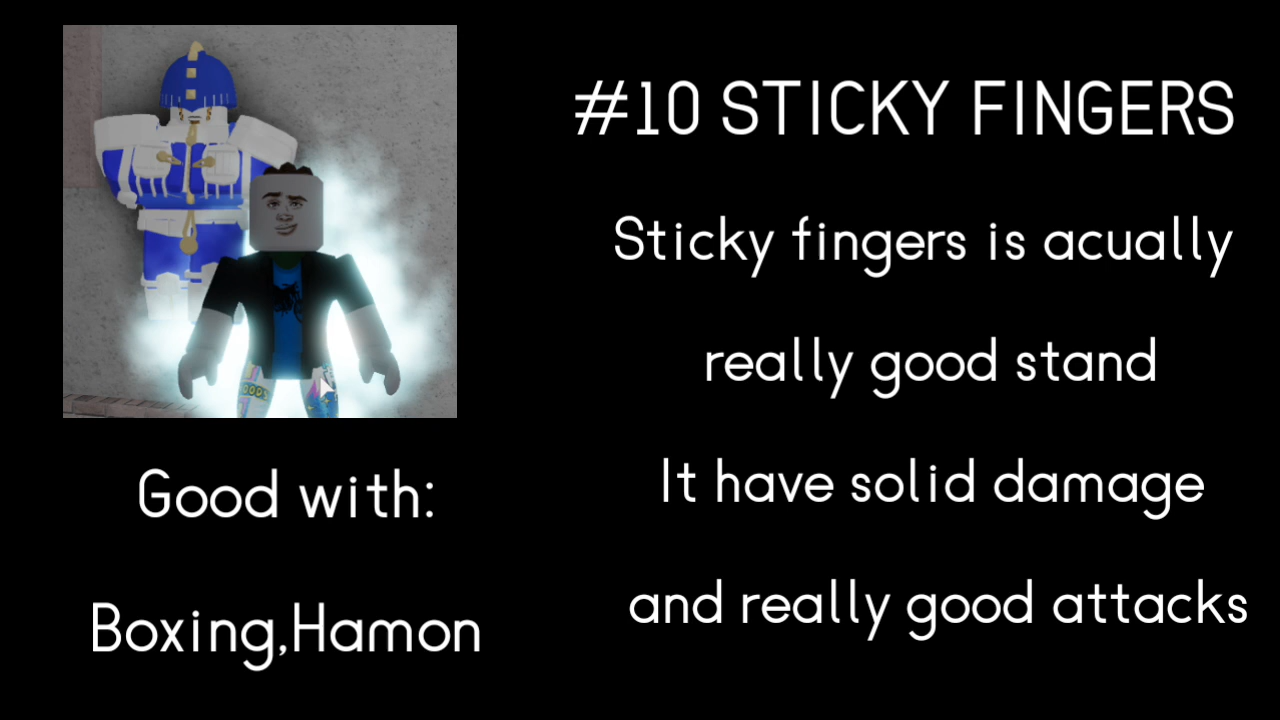 #10 STICKY FINGERS
Sticky fingers is acually
really good stand
It have solid damage
and really good attacks
Good with:
Boxing,Hamon